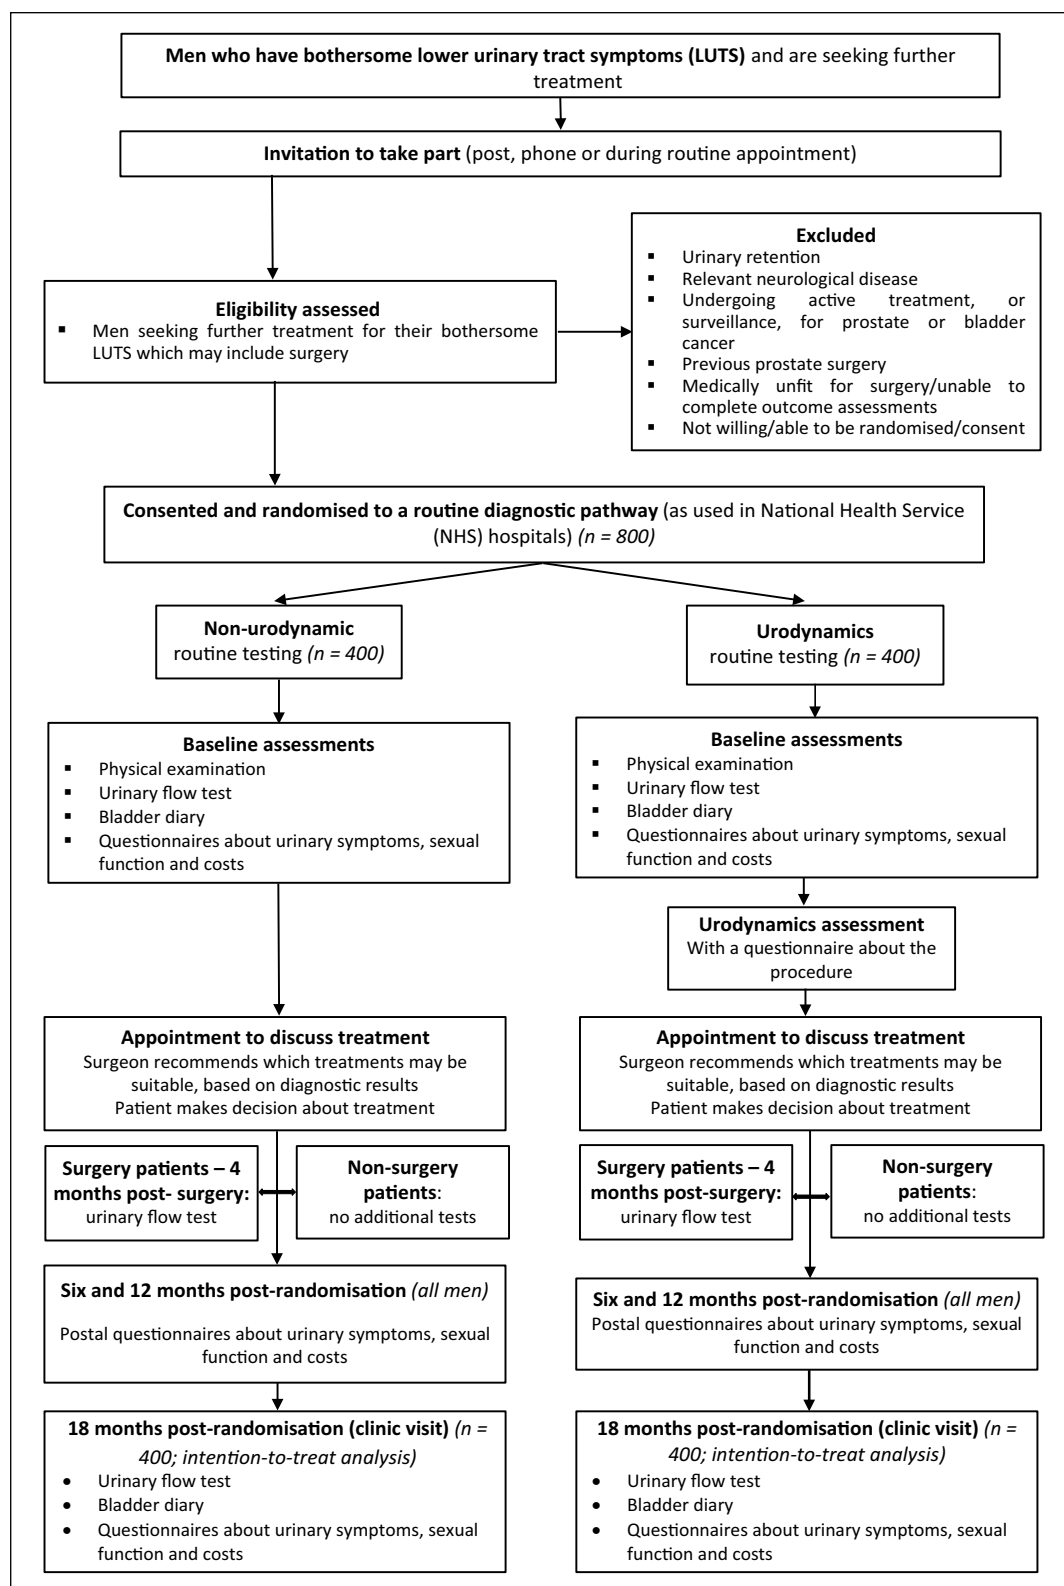 Men who have bothersome lower urinary tract symptoms (LUTS) and are seeking further
treatment
Invitation to take part (post, phone or during routine appointment)
Excluded
▪ Urinary retention
▪ Relevant neurological disease
▪ Undergoing active treatment, or
surveillance, for prostate or bladder
cancer
▪ Previous prostate surgery
▪ Medically unfit for surgery/unable to
complete outcome assessments
▪ Not willing/able to be randomised/consent
Eligibility assessed
▪ Men seeking further treatment for their bothersome
LUTS which may include surgery
Consented and randomised to a routine diagnostic pathway (as used in National Health Service
(NHS) hospitals) (n = 800)
Non-urodynamic
routine testing (n = 400)
Baseline assessments
▪ Physical examination
▪ Urinary flow test
▪ Bladder diary
▪ Questionnaires about urinary symptoms, sexual
function and costs
Appointment to discuss treatment
Surgeon recommends which treatments may be
suitable, based on diagnostic results
Patient makes decision about treatment
Surgery patients – 4
months post- surgery:
urinary flow test
Non-surgery
patients:
no additional tests
Six and 12 months post-randomisation (all men)
Postal questionnaires about urinary symptoms, sexual
function and costs
18 months post-randomisation (clinic visit) (n =
400; intention-to-treat analysis)
• Urinary flow test
• Bladder diary
• Questionnaires about urinary symptoms, sexual
function and costs
Urodynamics
routine testing (n = 400)
Baseline assessments
▪ Physical examination
▪ Urinary flow test
▪ Bladder diary
▪ Questionnaires about urinary symptoms, sexual
function and costs
Urodynamics assessment
With a questionnaire about the
procedure
Appointment to discuss treatment
Surgeon recommends which treatments may be
suitable, based on diagnostic results
Patient makes decision about treatment
Surgery patients – 4
months post-surgery:
urinary flow test
Non-surgery
patients:
no additional tests
Six and 12 months post-randomisation (all men)
Postal questionnaires about urinary symptoms, sexual
function and costs
18 months post-randomisation (clinic visit) (n =
400; intention-to-treat analysis)
• Urinary flow test
• Bladder diary
• Questionnaires about urinary symptoms, sexual
function and costs